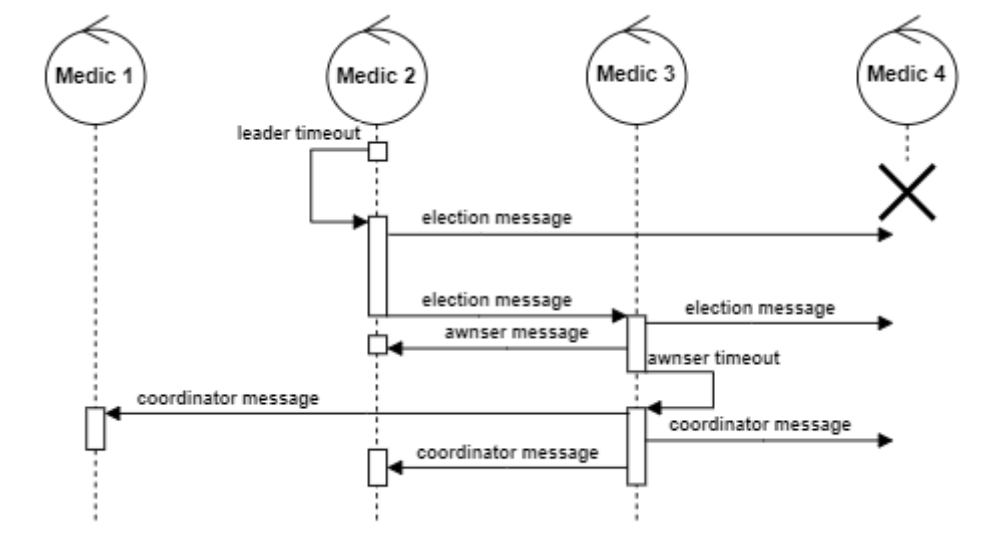 Medic 1
Medic 2
Medic 3
Medic 4
leader timeout
election message
election message
election message
awnser message
awnser timeout
coordinator message
coordinator message
coordinator message